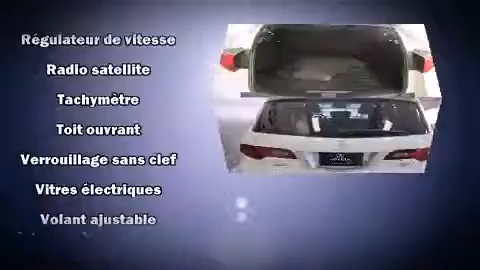 Régulateur de vitesse
Radio satellite
Tachymètre
Toit ouvrant
Verrouillage sans clef
Vitres électriques
Volant ajustable